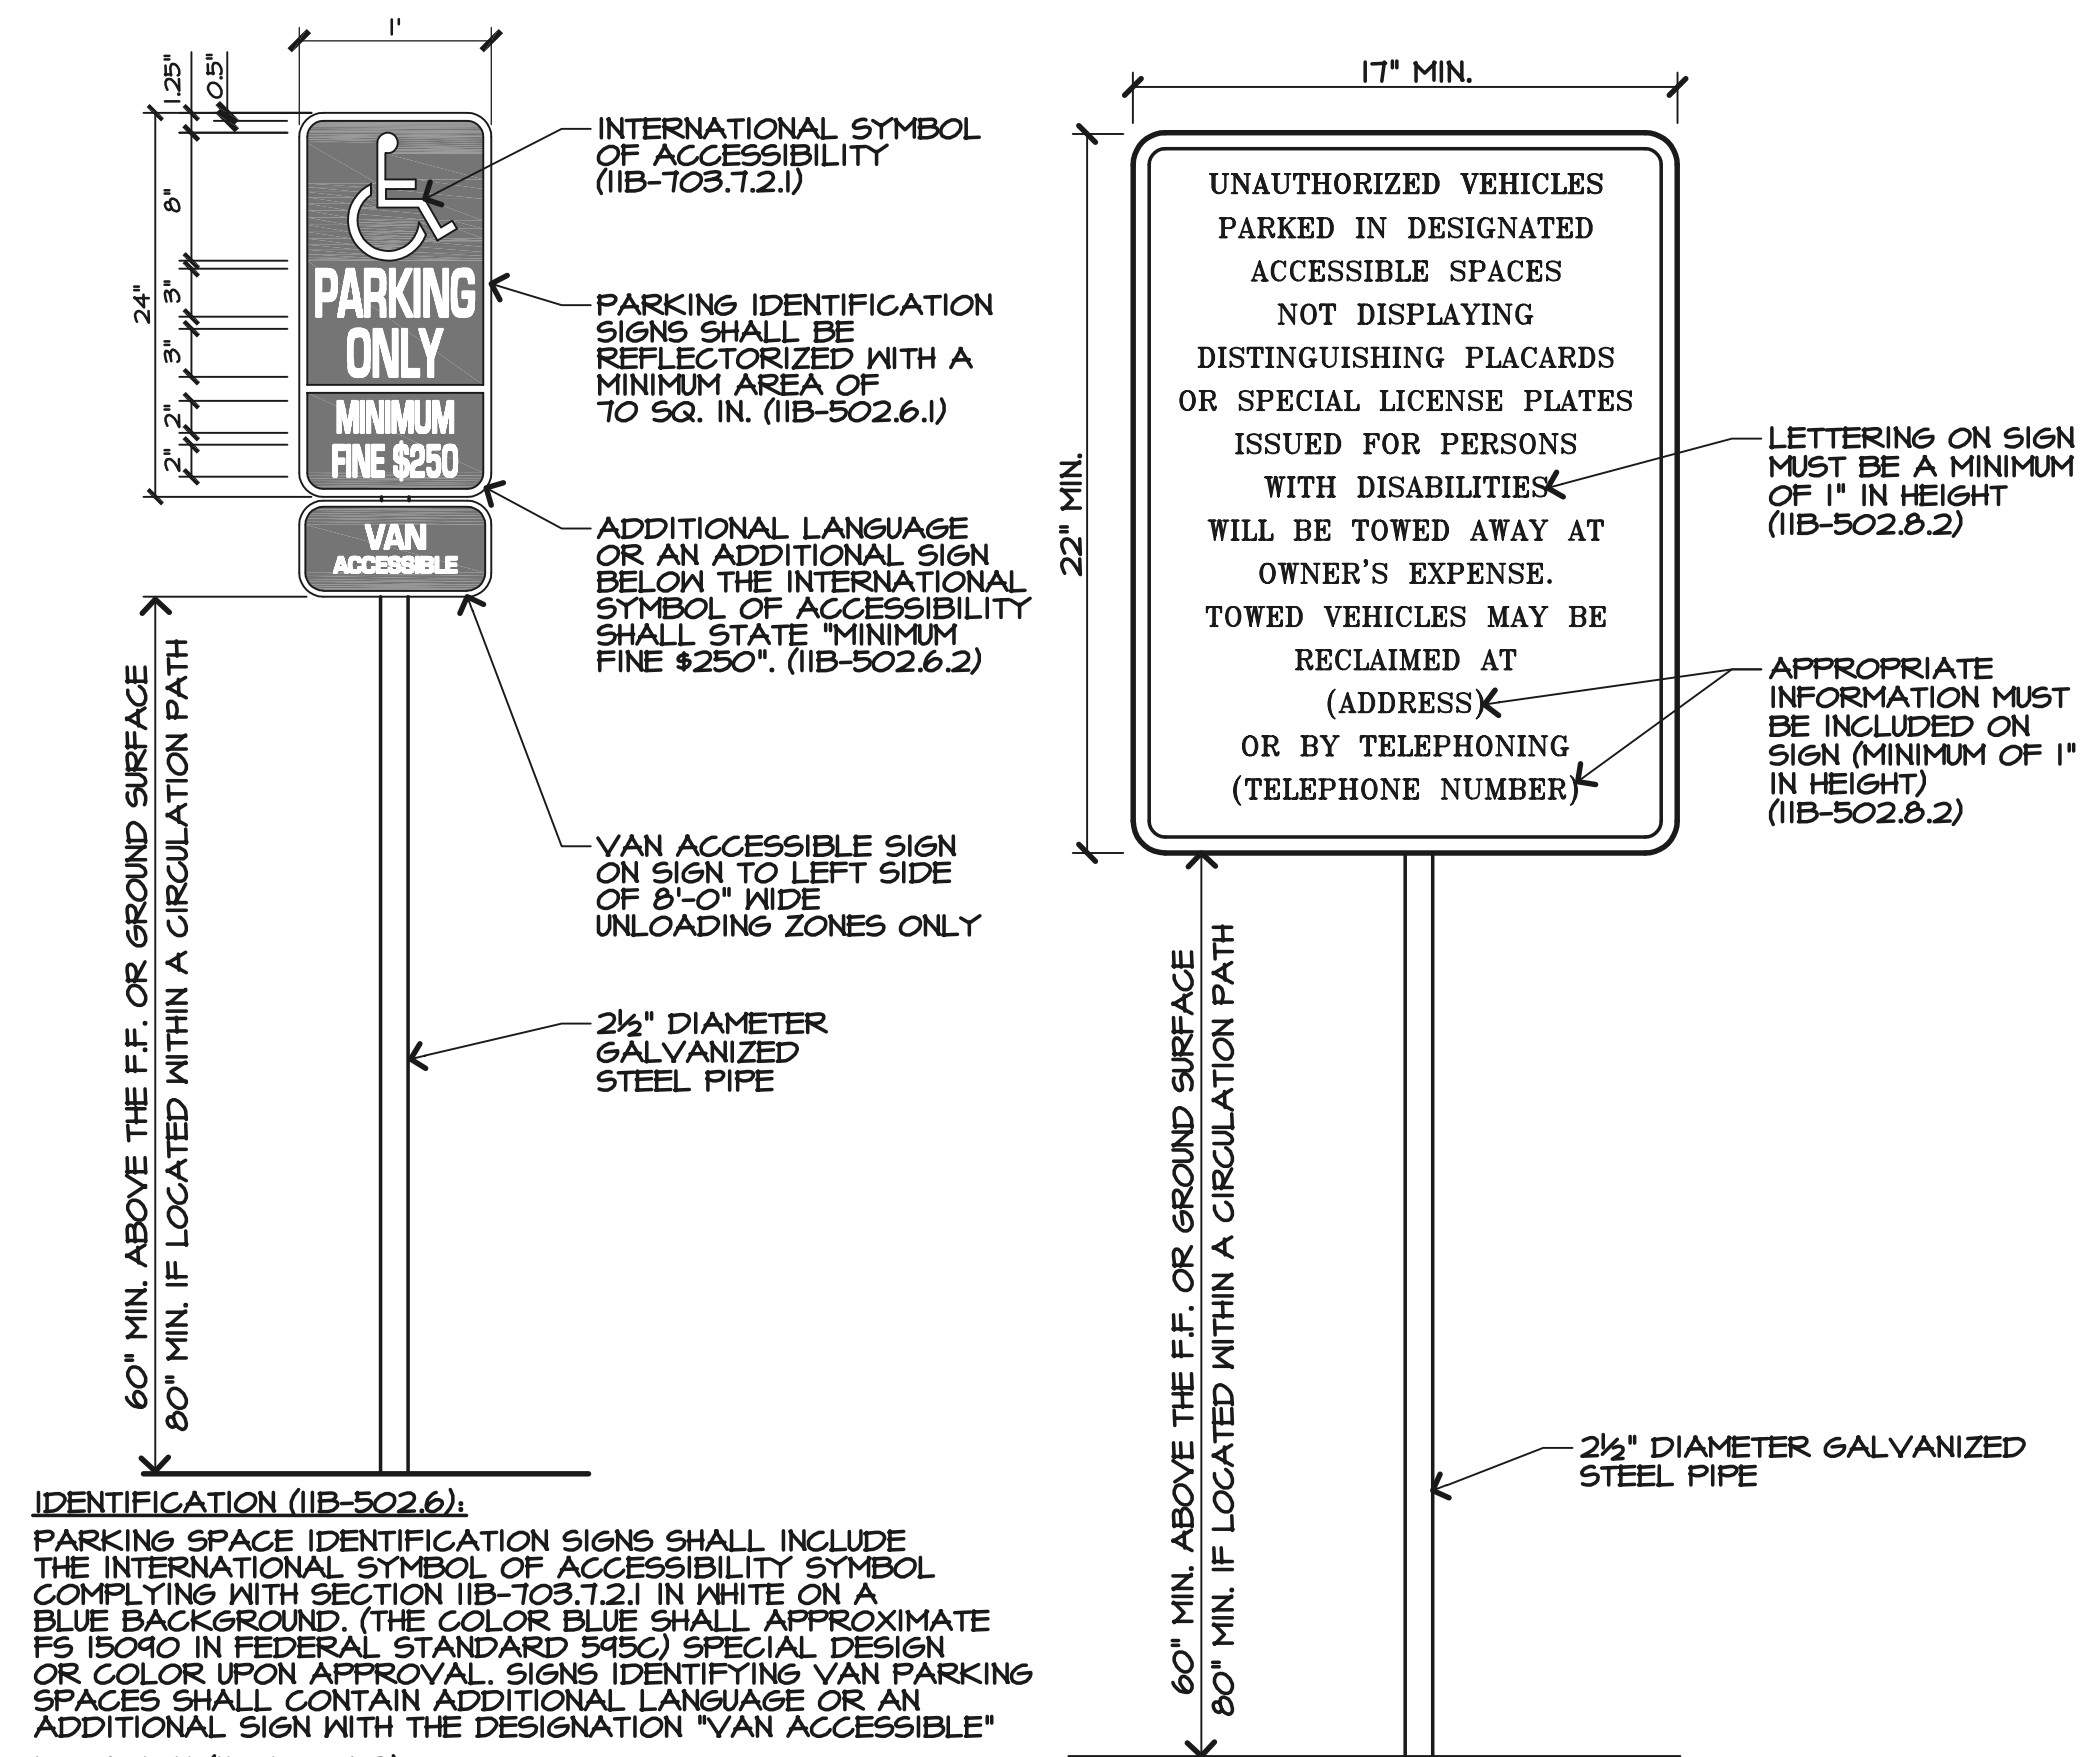 1'
1.25"
0.5"
24"
8"
3"
3"
2"
2"
PARKING
ONLY
MINIMUM
FINE $250
VAN
ACCESSIBLE
INTERNATIONAL SYMBOL
OF ACCESSIBILITY
(11B-703.7.2.1)
PARKING IDENTIFICATION
SIGNS SHALL BE
REFLECTORIZED WITH A
MINIMUM AREA OF
70 SQ. IN. (11B-502.6.1)
ADDITIONAL LANGUAGE
OR AN ADDITIONAL SIGN
BELOW THE INTERNATIONAL
SYMBOL OF ACCESSIBILITY
SHALL STATE "MINIMUM
FINE $250". (11B-502.6.2)
VAN ACCESSIBLE SIGN
ON SIGN TO LEFT SIDE
OF 8'-0" WIDE
UNLOADING ZONES ONLY
2½" DIAMETER
GALVANIZED
STEEL PIPE
60" MIN. ABOVE THE F.F. OR GROUND SURFACE
80" MIN. IF LOCATED WITHIN A CIRCULATION PATH
IDENTIFICATION (11B-502.6):
PARKING SPACE IDENTIFICATION SIGNS SHALL INCLUDE
THE INTERNATIONAL SYMBOL OF ACCESSIBILITY SYMBOL
COMPLYING WITH SECTION 11B-703.7.2.1 IN WHITE ON A
BLUE BACKGROUND. (THE COLOR BLUE SHALL APPROXIMATE
FS 15090 IN FEDERAL STANDARD 595C) SPECIAL DESIGN
OR COLOR UPON APPROVAL. SIGNS IDENTIFYING VAN PARKING
SPACES SHALL CONTAIN ADDITIONAL LANGUAGE OR AN
ADDITIONAL SIGN WITH THE DESIGNATION "VAN ACCESSIBLE"
17" MIN.
22" MIN.
UNAUTHORIZED VEHICLES
PARKED IN DESIGNATED
ACCESSIBLE SPACES
NOT DISPLAYING
DISTINGUISHING PLACARDS
OR SPECIAL LICENSE PLATES
ISSUED FOR PERSONS
WITH DISABILITIES
WILL BE TOWED AWAY AT
OWNER'S EXPENSE.
TOWED VEHICLES MAY BE
RECLAIMED AT
(ADDRESS)
OR BY TELEPHONING
(TELEPHONE NUMBER)
LETTERING ON SIGN
MUST BE A MINIMUM
OF 1" IN HEIGHT
(11B-502.8.2)
APPROPRIATE
INFORMATION MUST
BE INCLUDED ON
SIGN (MINIMUM OF 1"
IN HEIGHT)
(11B-502.8.2)
60" MIN. ABOVE THE F.F. OR GROUND SURFACE
80" MIN. IF LOCATED WITHIN A CIRCULATION PATH
2½" DIAMETER GALVANIZED
STEEL PIPE